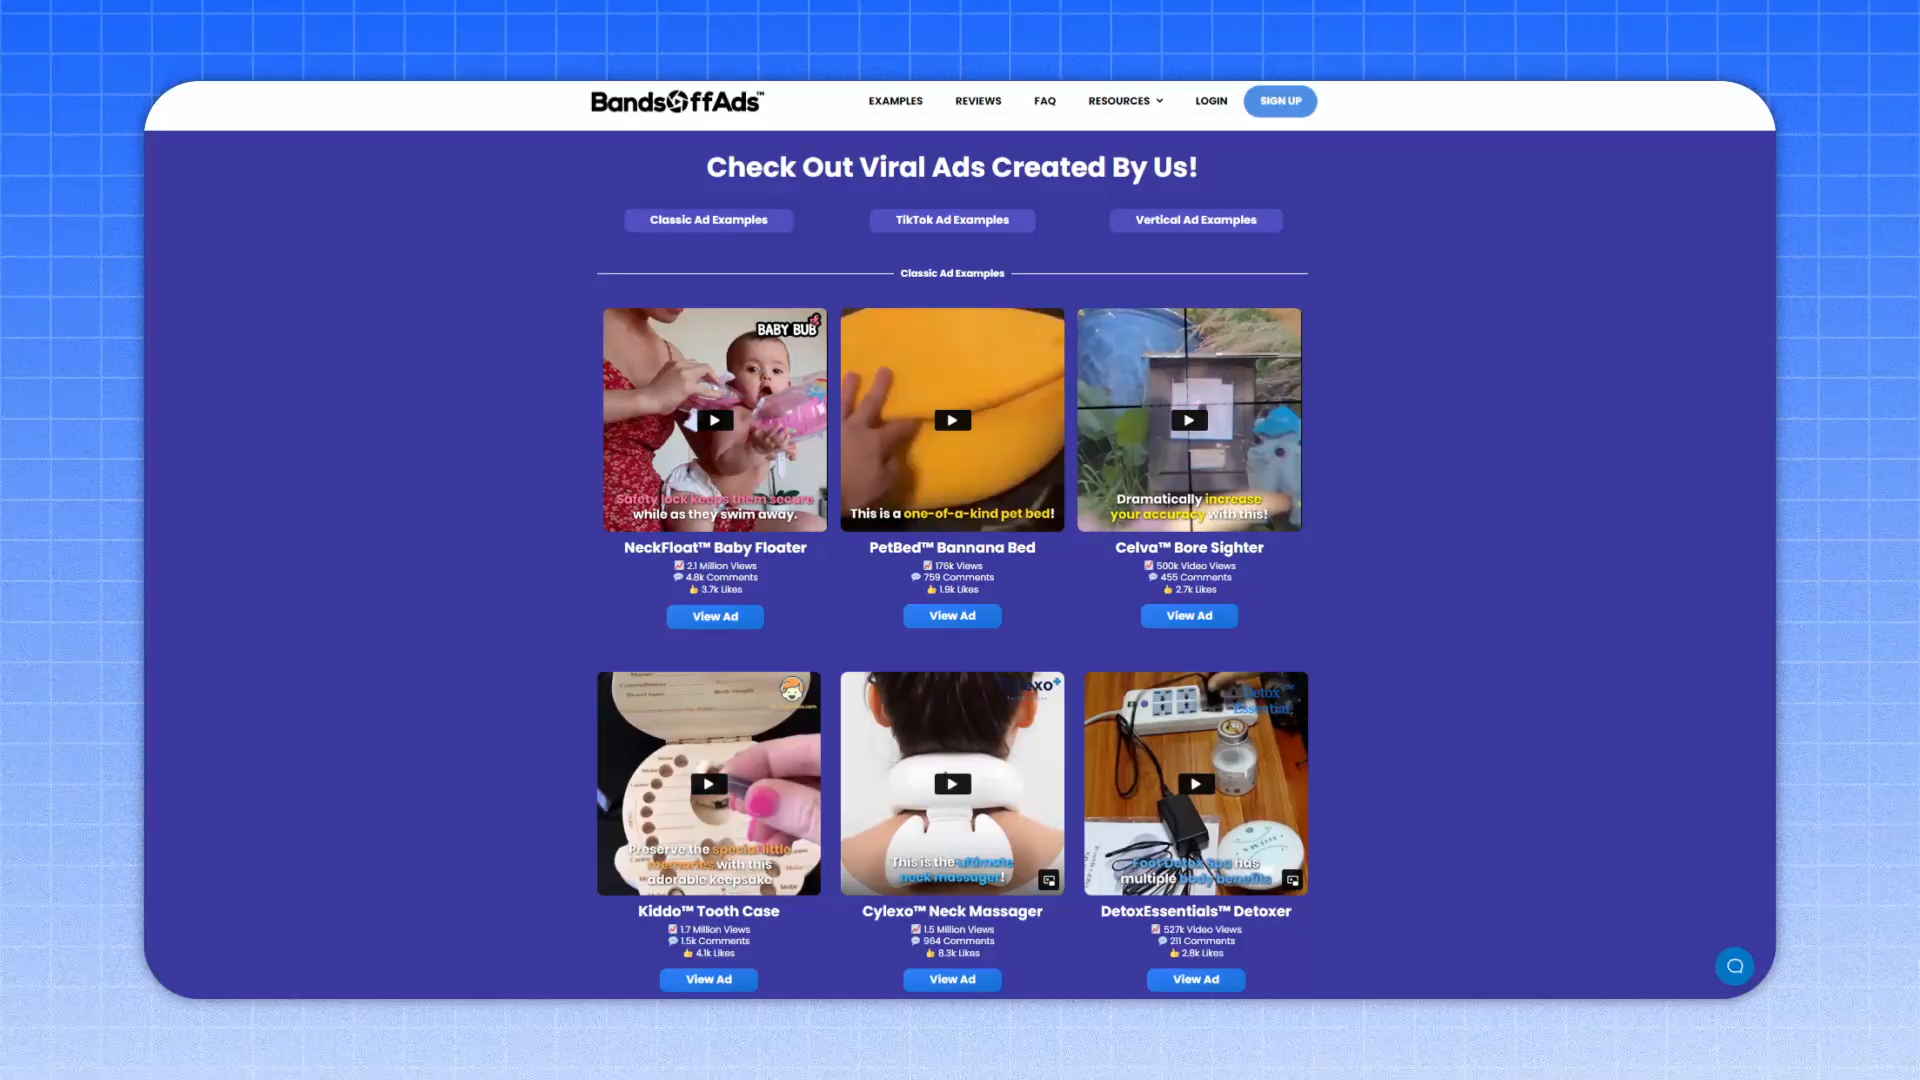 BandsOffAds™
EXAMPLES
REVIEWS
FAQ
RESOURCES
LOGIN
SIGN UP
Check Out Viral Ads Created By Us!
Classic Ad Examples
TikTok Ad Examples
Vertical Ad Examples
Classic Ad Examples
BABY BUB
Safety lock keeps them secure
while as they swim away.
This is a one-of-a-kind pet bed!
Dramatically increase
your accuracy with this!
NeckFloat™ Baby Floater
2.1 Million Views
4.8k Comments
3.7k Likes
View Ad
PetBed™ Bannana Bed
176k Views
759 Comments
1.9k Likes
View Ad
Celva™ Bore Sighter
500k Video Views
455 Comments
2.7k Likes
View Ad
Preserve the special little
memories with this
adorable keepsake
This is the ultimate
neck massager!
Detox™
Essential
Foot Detox Spa has
multiple body benefits
Kiddo™ Tooth Case
1.7 Million Views
1.5k Comments
4.1k Likes
View Ad
Cylexo™ Neck Massager
1.5 Million Views
964 Comments
8.3k Likes
View Ad
DetoxEssentials™ Detoxer
527k Video Views
211 Comments
2.8k Likes
View Ad